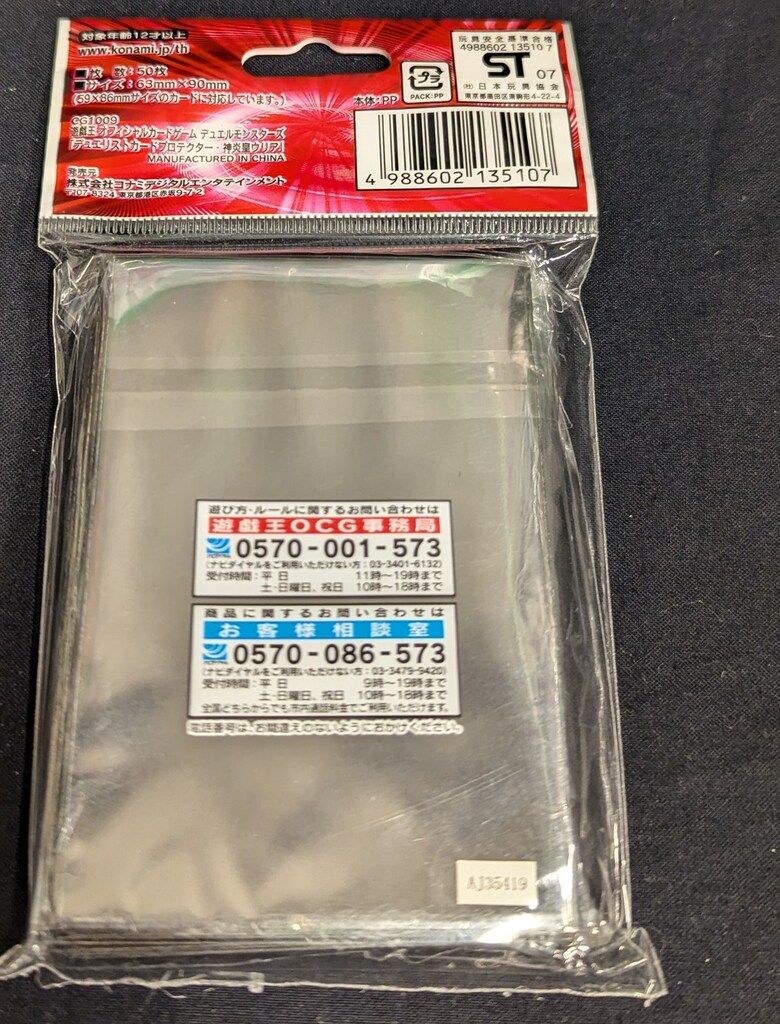 対象年齢12才以上
www.konami.jp/th
■枚 数:50枚
■サイズ:63mm×90mm
(59×86mmサイズのカードに対応しています。)
本体:PP
プラ
PACK:PP
玩具安全基準合格
4988602 13510 7
ST 07
(社)日本玩具協会
東京都墨田区東駒形4-22-4
CG1009
遊戯王オフィシャルカードゲーム デュエルモンスターズ
「デュエリストカードプロテクター・神炎皇ウリア」
MANUFACTURED IN CHINA
発売元
株式会社コナミデジタルエンタテインメント
〒107-8324 東京都港区赤坂9-7-2
4 988602 135107
遊び方・ルールに関するお問い合わせは
遊戯王OCG事務局
0570-001-573
(ナビダイヤルをご利用いただけない方:03-3401-6132)
受付時間:平 日 11時~19時まで
土・日曜日、祝日 10時~18時まで
商品に関するお問い合わせは
お客様相談室
0570-086-573
(ナビダイヤルをご利用いただけない方:03-3479-9420)
受付時間:平 日 9時~19時まで
土・日曜日、祝日 10時~18時まで
全国どちらからでも市内通話料金でご利用いただけます。
電話番号は、お間違えのないようにおかけください。
AJ35419